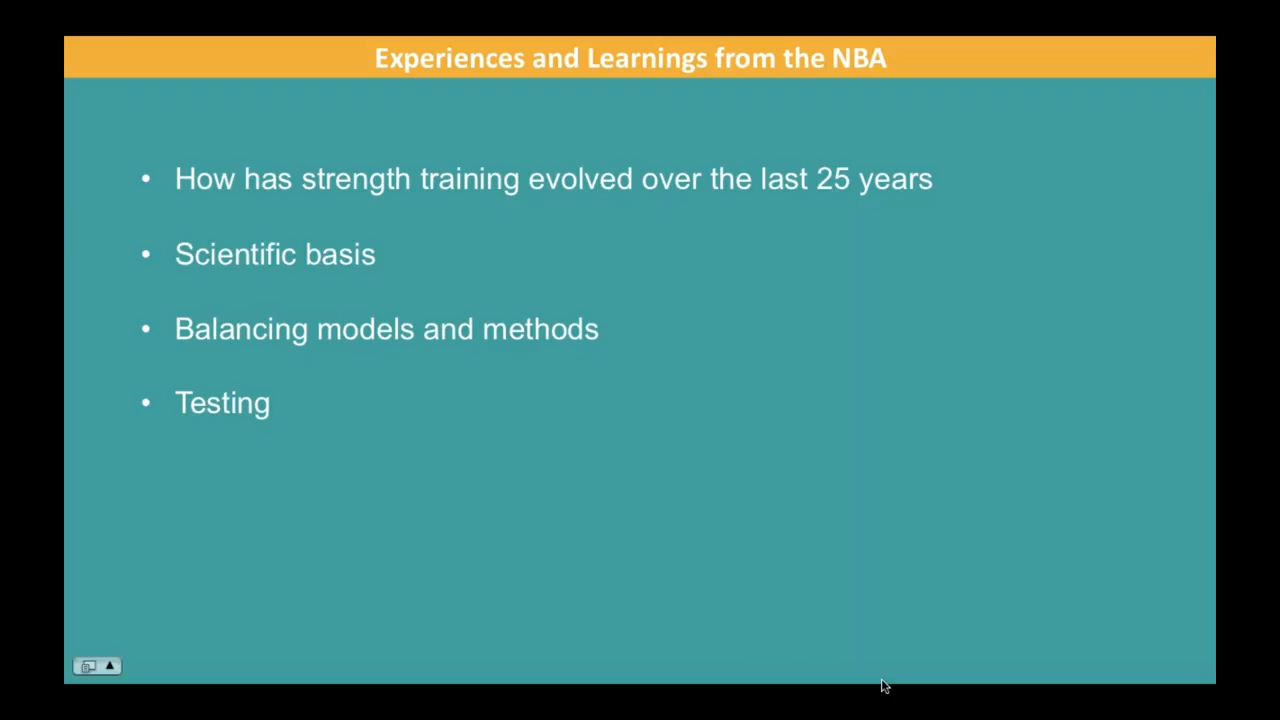 Experiences and Learnings from the NBA
• How has strength training evolved over the last 25 years
• Scientific basis
• Balancing models and methods
• Testing